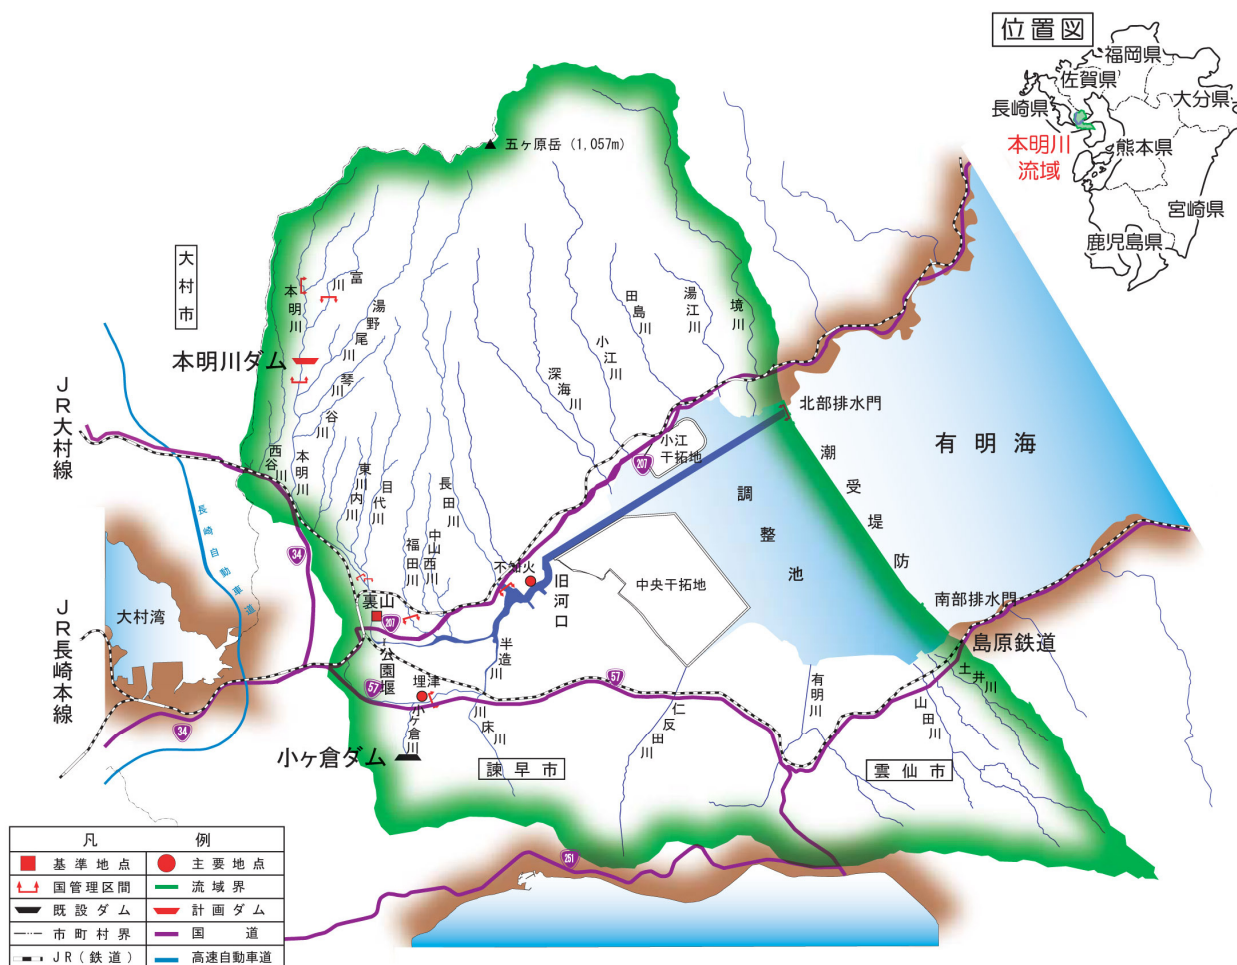 位置図
福岡県
佐賀県
長崎県
大分県
本明川
流域
熊本県
宮崎県
鹿児島県
五ヶ原岳（1,057m）
大村市
本明川
富川
湯野尾川
琴川
谷川
本明川ダム
田島川
湯江川
境川
小江川
深海川
JR大村線
西谷川
本明川
東川内川
目代川
長田川
福田川
中山西川
長崎自動車道
34
207
小江
干拓地
北部排水門
有明海
潮受堤防
調整池
不知火
旧河口
中央干拓地
裏山
207
大村湾
公園堰
半造川
南部排水門
島原鉄道
JR長崎本線
57
埋津
小ヶ倉川
川床川
57
仁反田川
有明川
山田川
土井川
34
小ヶ倉ダム
諫早市
雲仙市
251
凡例
基準地点
主要地点
国管理区間
流域界
既設ダム
計画ダム
市町村界
国道
JR(鉄道)
高速自動車道